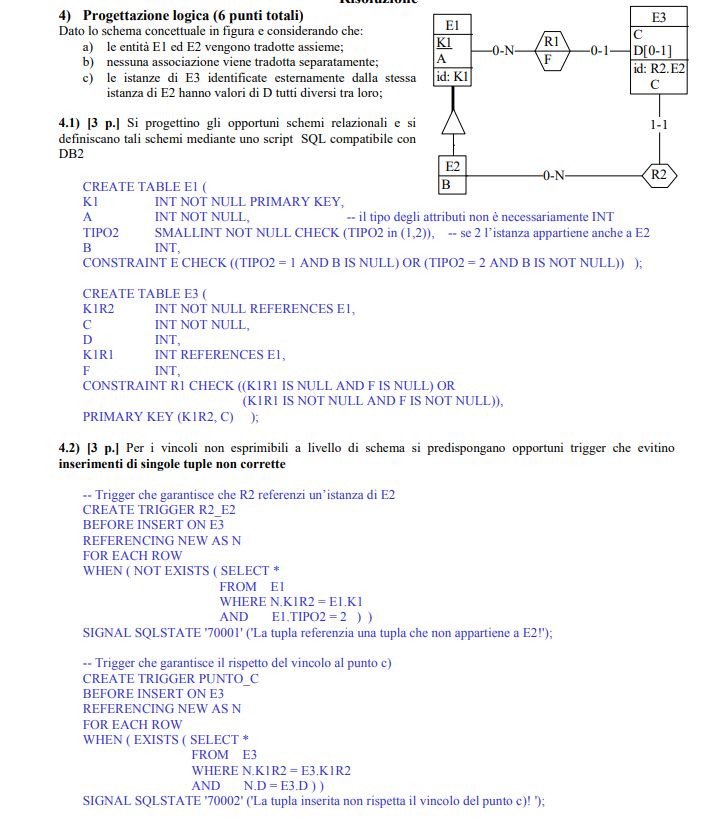 Risoluzione
4) Progettazione logica (6 punti totali)
Dato lo schema concettuale in figura e considerando che:
a) le entità E1 ed E2 vengono tradotte assieme;
b) nessuna associazione viene tradotta separatamente;
c) le istanze di E3 identificate esternamente dalla stessa
istanza di E2 hanno valori di D tutti diversi tra loro;
E1
K1
A
id: K1
0-N
R1
F
0-1
E3
C
D[0-1]
id: R2.E2
C
1-1
E2
B
0-N
R2
4.1) [3 p.] Si progettino gli opportuni schemi relazionali e si
definiscano tali schemi mediante uno script SQL compatibile con
DB2
CREATE TABLE E1 (
K1 INT NOT NULL PRIMARY KEY,
A INT NOT NULL, -- il tipo degli attributi non è necessariamente INT
TIPO2 SMALLINT NOT NULL CHECK (TIPO2 in (1,2)), -- se 2 l'istanza appartiene anche a E2
B INT,
CONSTRAINT E CHECK ((TIPO2 = 1 AND B IS NULL) OR (TIPO2 = 2 AND B IS NOT NULL)) );
CREATE TABLE E3 (
K1R2 INT NOT NULL REFERENCES E1,
C INT NOT NULL,
D INT,
K1R1 INT REFERENCES E1,
F INT,
CONSTRAINT R1 CHECK ((K1R1 IS NULL AND F IS NULL) OR
(K1R1 IS NOT NULL AND F IS NOT NULL)),
PRIMARY KEY (K1R2, C) );
4.2) [3 p.] Per i vincoli non esprimibili a livello di schema si predispongano opportuni trigger che evitino
inserimenti di singole tuple non corrette
-- Trigger che garantisce che R2 referenzi un'istanza di E2
CREATE TRIGGER R2_E2
BEFORE INSERT ON E3
REFERENCING NEW AS N
FOR EACH ROW
WHEN ( NOT EXISTS ( SELECT *
FROM E1
WHERE N.K1R2 = E1.K1
AND E1.TIPO2 = 2 ) )
SIGNAL SQLSTATE '70001' ('La tupla referenzia una tupla che non appartiene a E2!');
-- Trigger che garantisce il rispetto del vincolo al punto c)
CREATE TRIGGER PUNTO_C
BEFORE INSERT ON E3
REFERENCING NEW AS N
FOR EACH ROW
WHEN ( EXISTS ( SELECT *
FROM E3
WHERE N.K1R2 = E3.K1R2
AND N.D = E3.D ) )
SIGNAL SQLSTATE '70002' ('La tupla inserita non rispetta il vincolo del punto c)! ');